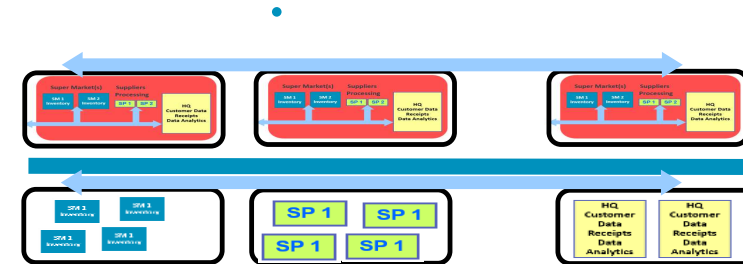 Super Market(s) Suppliers
Processing
SM 1 Inventory SM 2 Inventory SP 1 SP 2
HQ
Customer Data
Receipts
Data Analytics
Super Market(s) Suppliers
Processing
SM 1 Inventory SM 2 Inventory SP 1 SP 2
HQ
Customer Data
Receipts
Data Analytics
Super Market(s) Suppliers
Processing
SM 1 Inventory SM 2 Inventory SP 1 SP 2
HQ
Customer Data
Receipts
Data Analytics
SM 1
Inventory
SM 1
Inventory
SM 1
Inventory
SM 1
Inventory
SP 1
SP 1
SP 1
SP 1
HQ
Customer
Data
Receipts
Data
Analytics
HQ
Customer
Data
Receipts
Data
Analytics